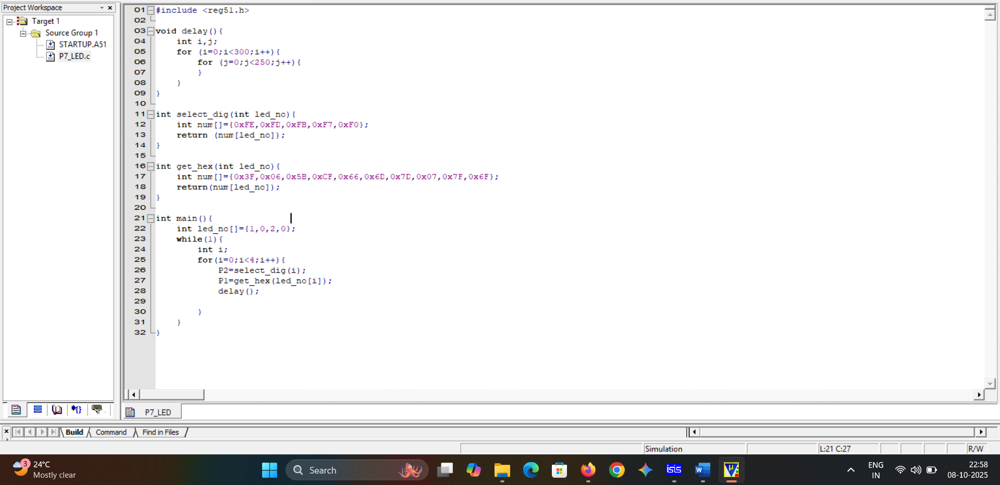 Project Workspace
Target 1
Source Group 1
STARTUP.A51
P7_LED.c
01 #include <reg51.h>
02
03 void delay(){
04     int i,j;
05     for (i=0;i<300;i++){
06         for (j=0;j<250;j++){
07         }
08     }
09 }
10
11 int select_dig(int led_no){
12     int num[]={0xFE,0xFD,0xFB,0xF7,0xF0};
13     return (num[led_no]);
14 }
15
16 int get_hex(int led_no){
17     int num[]={0x3F,0x06,0x5B,0xCF,0x66,0x6D,0x7D,0x07,0x7F,0x6F};
18     return(num[led_no]);
19 }
20
21 int main(){
22     int led_no[]={1,0,2,0};
23     while(1){
24         int i;
25         for(i=0;i<4;i++){
26             P2=select_dig(i);
27             P1=get_hex(led_no[i]);
28             delay();
29
30         }
31     }
32 }
P7_LED
Build Command Find in Files
Simulation L:21 C:27 R/W
3 24°C
Mostly clear
Search
ISIS
W
µV
ENG
IN
22:58
08-10-2025